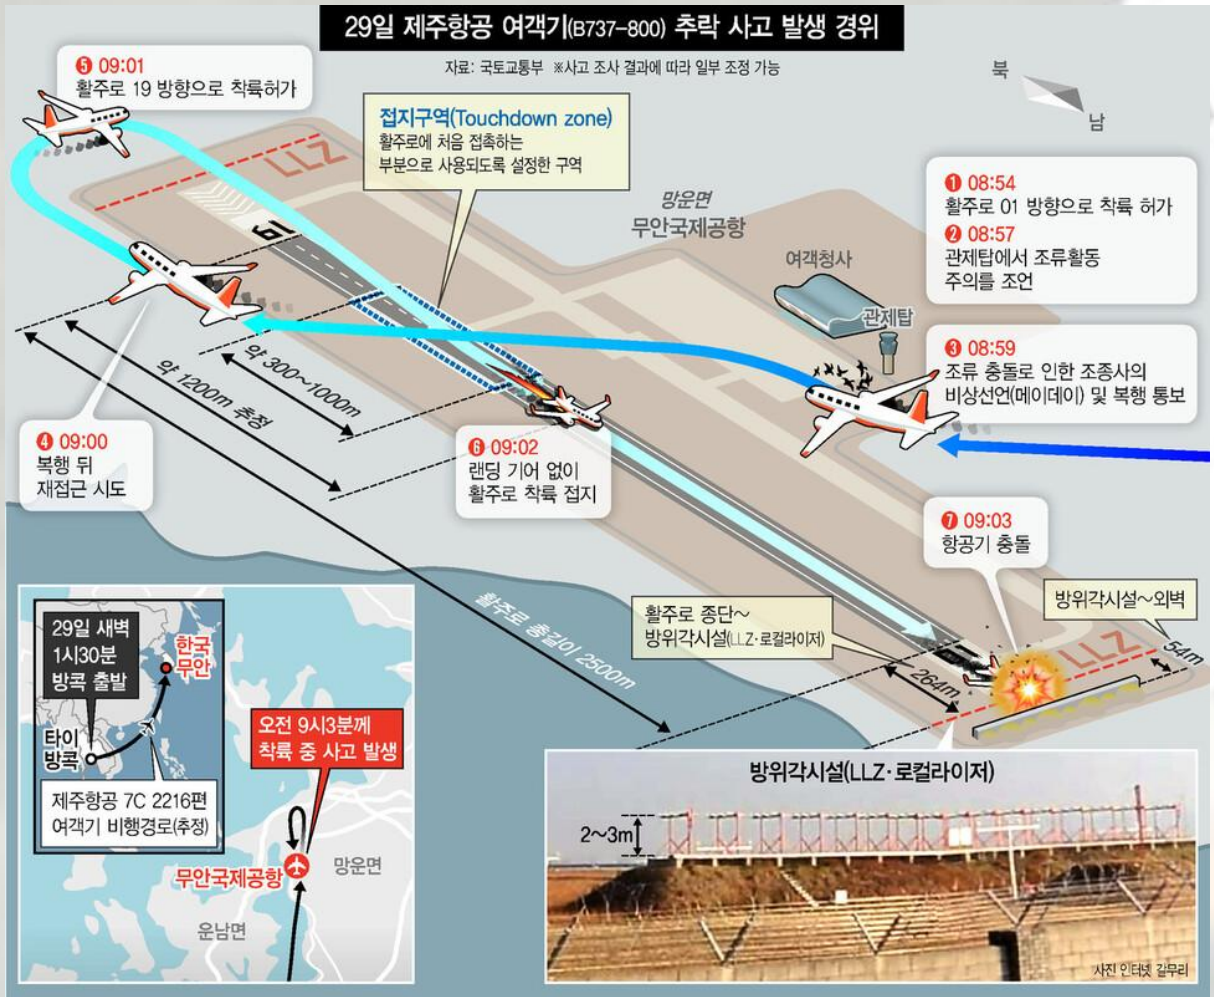 29일 제주항공 여객기(B737-800) 추락 사고 발생 경위
자료: 국토교통부 ※사고 조사 결과에 따라 일부 조정 가능
북
남
❺ 09:01
활주로 19 방향으로 착륙허가
접지구역(Touchdown zone)
활주로에 처음 접촉하는
부분으로 사용되도록 설정한 구역
LLZ
19
망운면
무안국제공항
여객청사
관제탑
❶ 08:54
활주로 01 방향으로 착륙 허가
❷ 08:57
관제탑에서 조류활동
주의를 조언
❸ 08:59
조류 충돌로 인한 조종사의
비상선언(메이데이) 및 복행 통보
약 300~1000m
약 1200m 추정
❹ 09:00
복행 뒤
재접근 시도
❻ 09:02
랜딩 기어 없이
활주로 착륙 접지
❼ 09:03
항공기 충돌
활주로 총길이 2500m
활주로 종단~
방위각시설(LLZ·로컬라이저)
264m
방위각시설~외벽
54m
LLZ
29일 새벽
1시30분
방콕 출발
한국
무안
타이
방콕
제주항공 7C 2216편
여객기 비행경로(추정)
오전 9시3분께
착륙 중 사고 발생
무안국제공항
망운면
운남면
방위각시설(LLZ·로컬라이저)
2~3m
사진 인터넷 갈무리